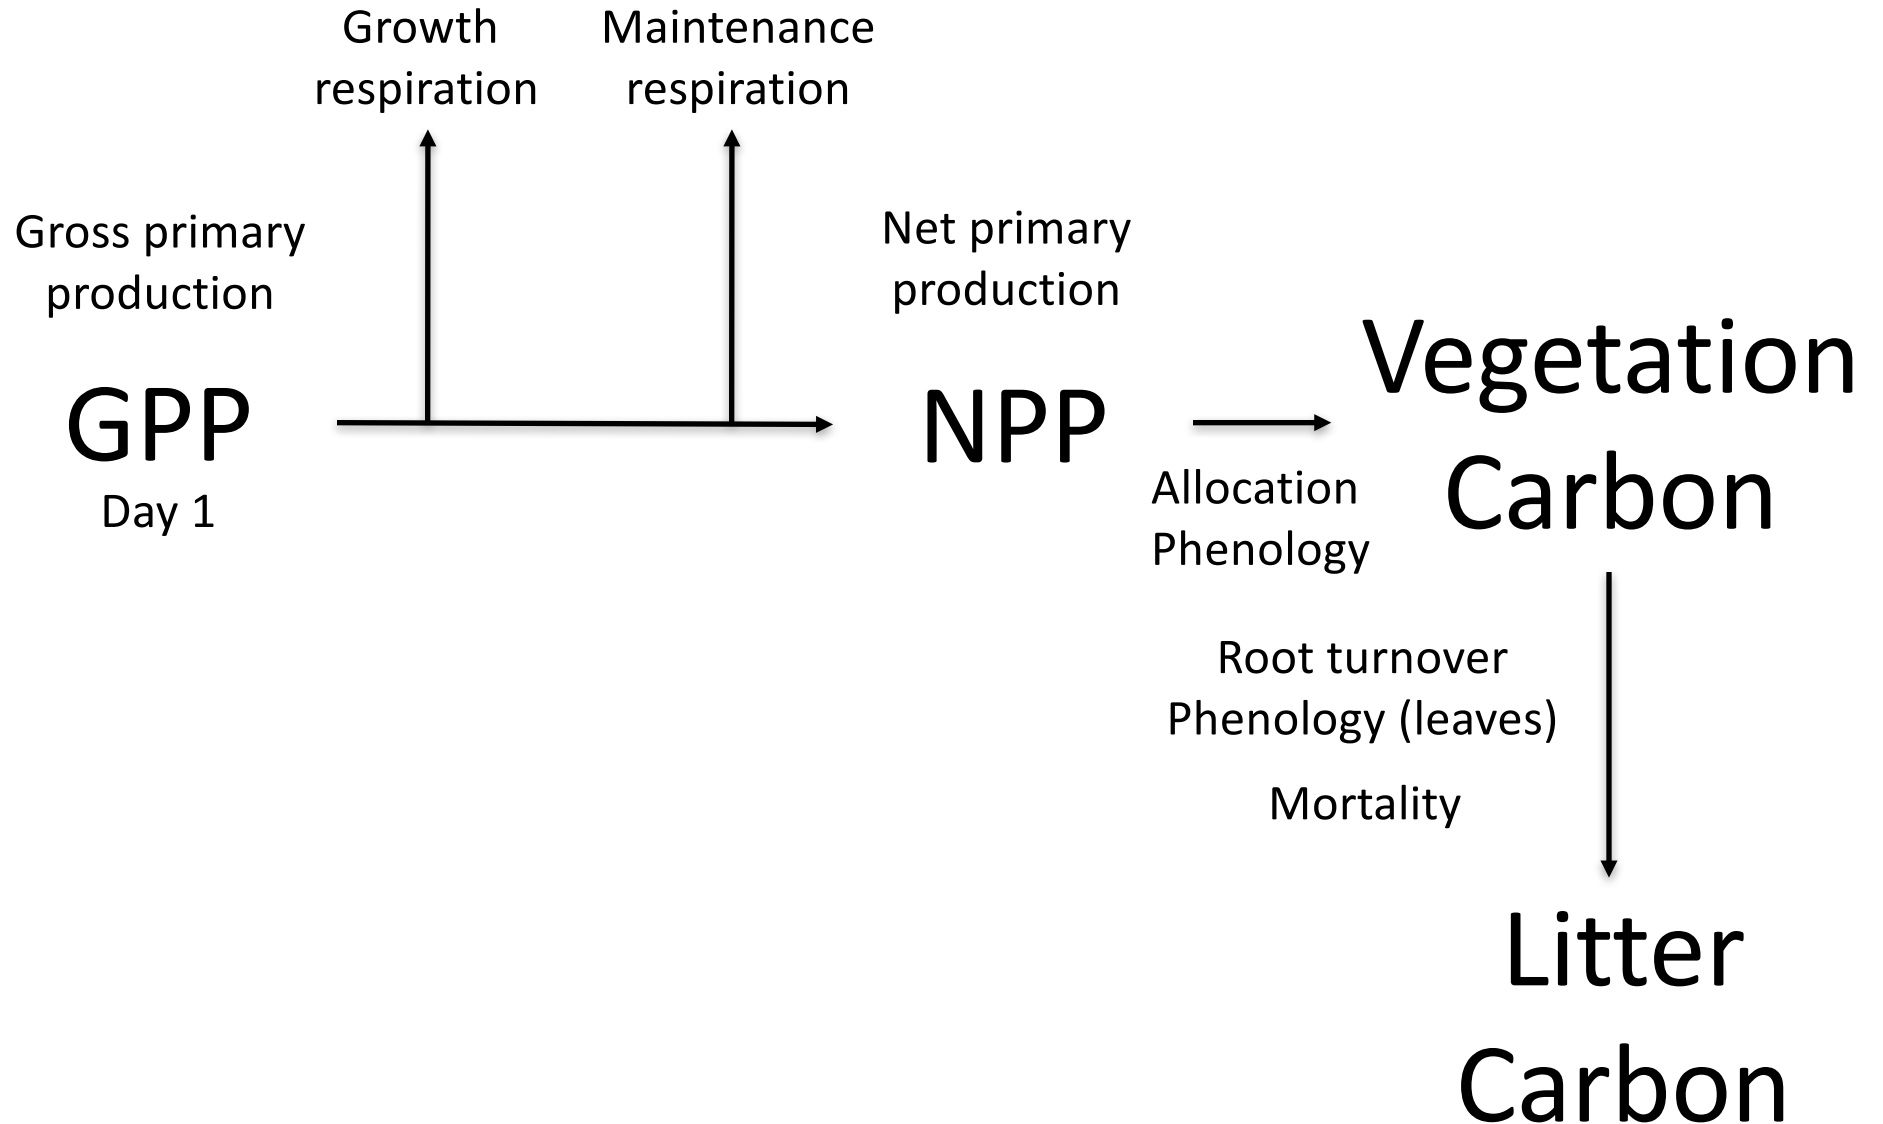 Growth
respiration
Maintenance
respiration
Gross primary
production
Net primary
production
GPP
Day 1
NPP
Allocation
Phenology
Vegetation
Carbon
Root turnover
Phenology (leaves)
Mortality
Litter
Carbon